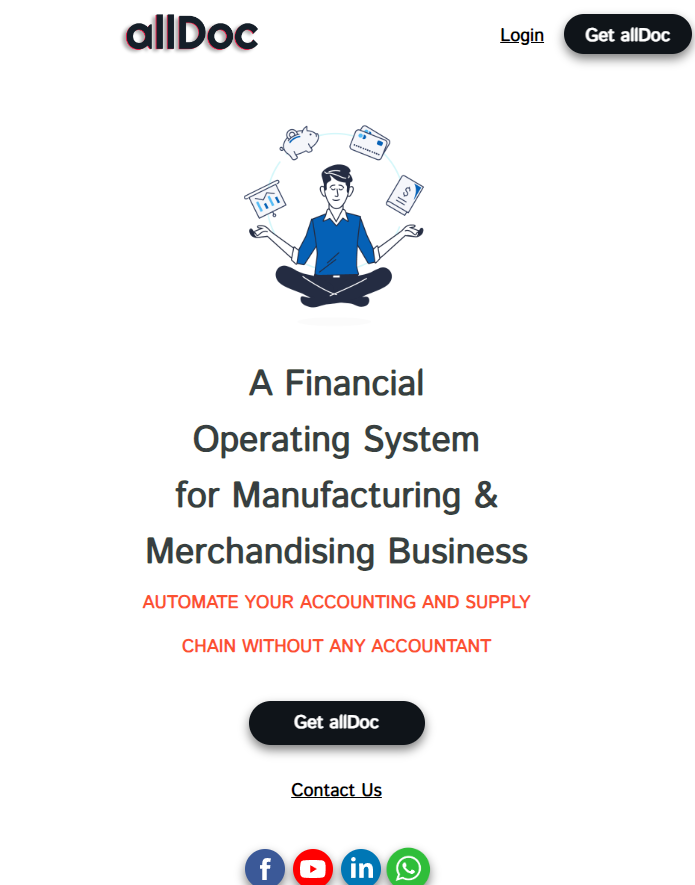 allDoc
Login
Get allDoc
A Financial
Operating System
for Manufacturing &
Merchandising Business
AUTOMATE YOUR ACCOUNTING AND SUPPLY
CHAIN WITHOUT ANY ACCOUNTANT
Get allDoc
Contact Us
f
in